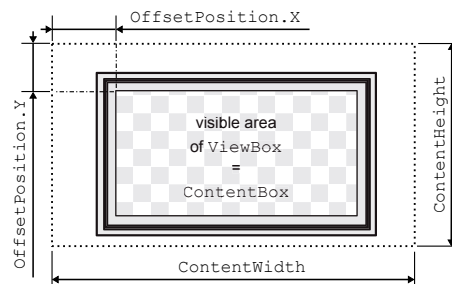 OffsetPosition.X
OffsetPosition.Y
visible area
of ViewBox
=
ContentBox
ContentHeight
ContentWidth